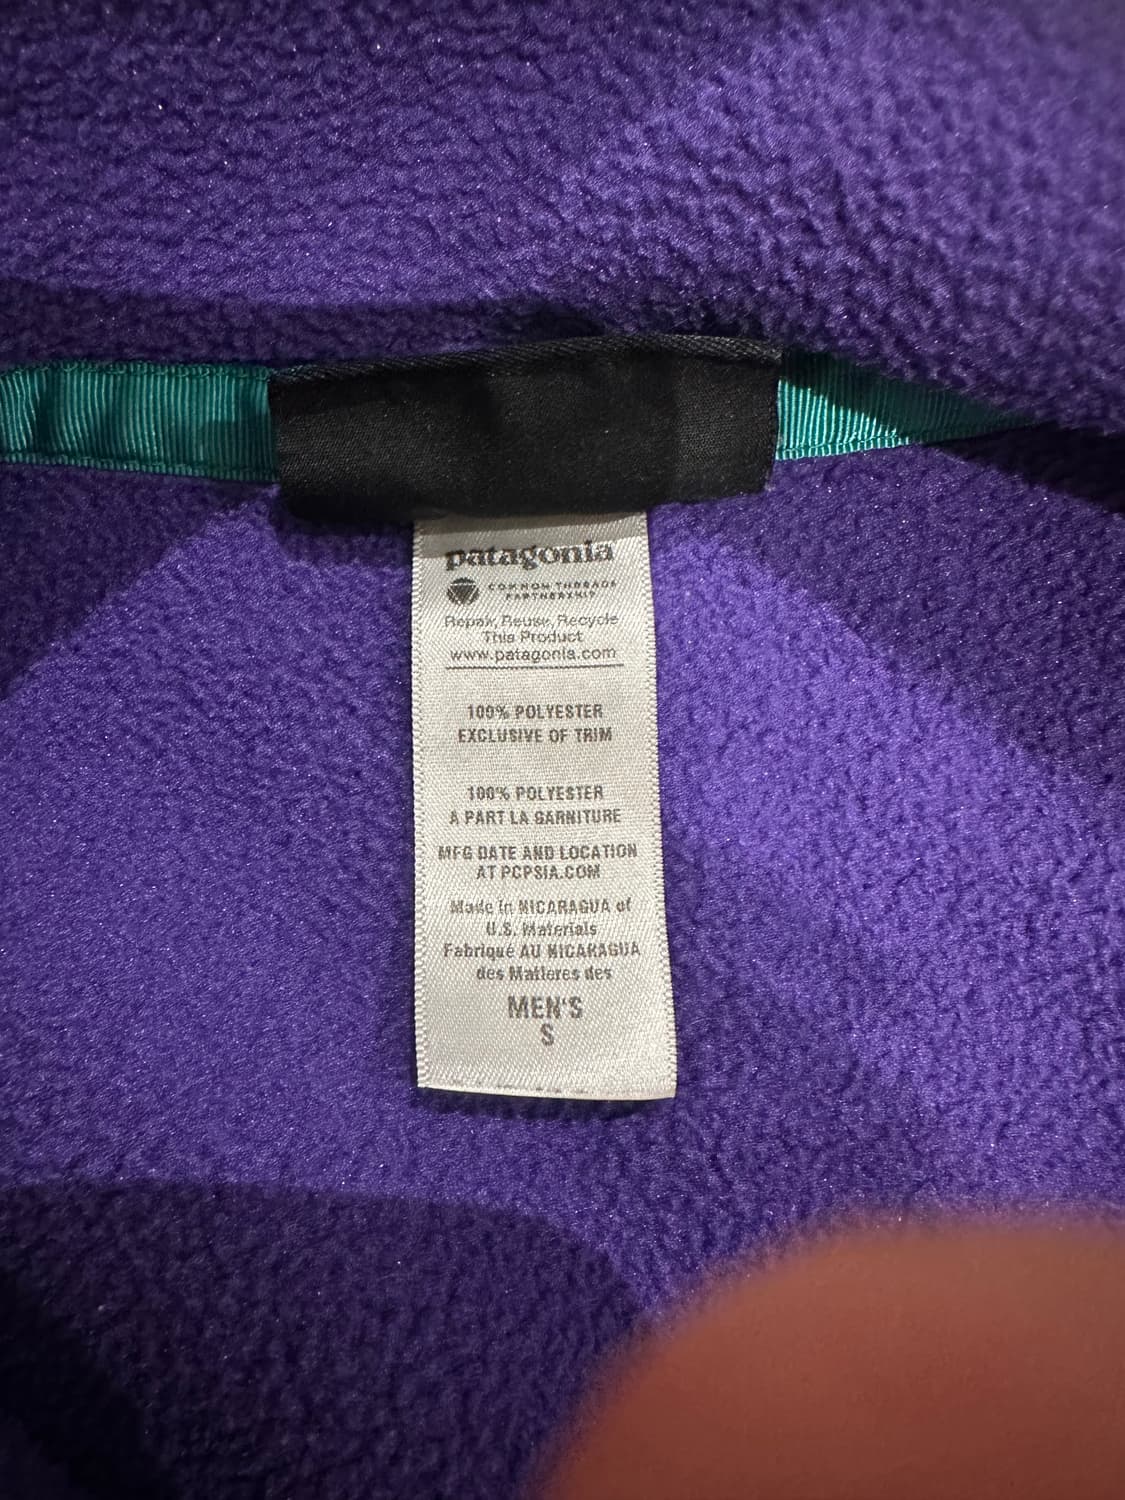 patagonia
COMMON THREADS
PARTNERSHIP
Repair, Reuse, Recycle
This Product
www.patagonia.com
100% POLYESTER
EXCLUSIVE OF TRIM
100% POLYESTER
A PART LA GARNITURE
MFG DATE AND LOCATION
AT PCPSIA.COM
Made in NICARAGUA of
U.S. Materials
Fabriqué AU NICARAGUA
des Matieres des
MEN'S
S